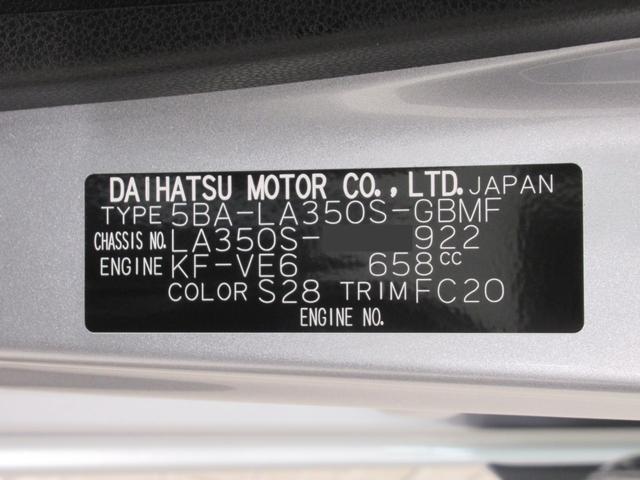 DAIHATSU MOTOR CO., LTD. JAPAN
TYPE 5BA-LA350S-GBMF
CHASSIS NO. LA350S- 922
ENGINE KF-VE6 658cc
COLOR S28 TRIM FC20
ENGINE NO.